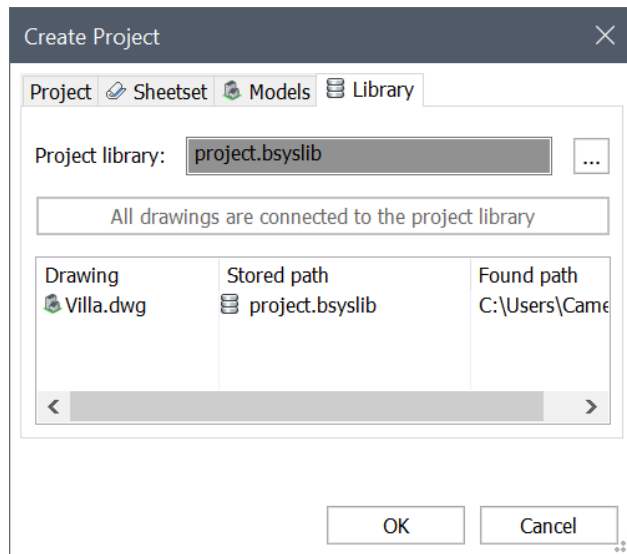 Create Project
Project Sheetset Models Library
Project library: project.bsyslib ...
All drawings are connected to the project library
Drawing Stored path Found path
Villa.dwg project.bsyslib C:\Users\Came
OK Cancel